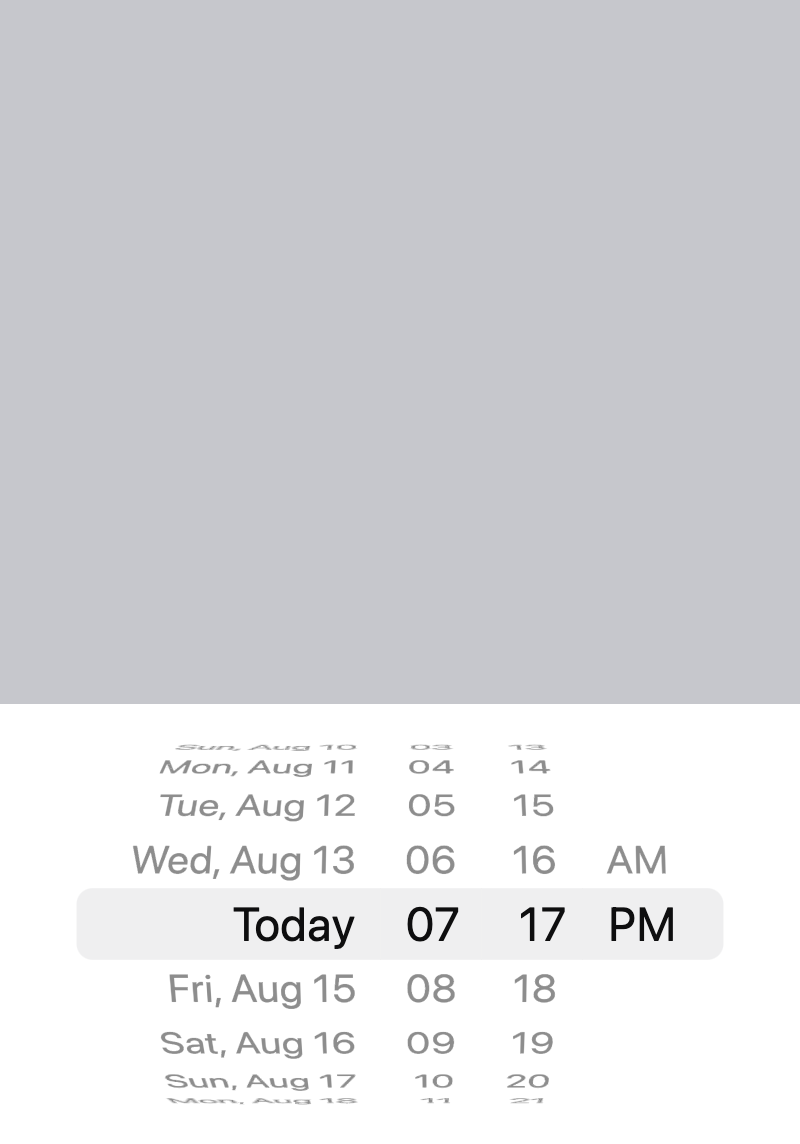 Sun, Aug 10 03 13
Mon, Aug 11 04 14
Tue, Aug 12 05 15
Wed, Aug 13 06 16 AM
Today 07 17 PM
Fri, Aug 15 08 18
Sat, Aug 16 09 19
Sun, Aug 17 10 20
Mon, Aug 18 11 21